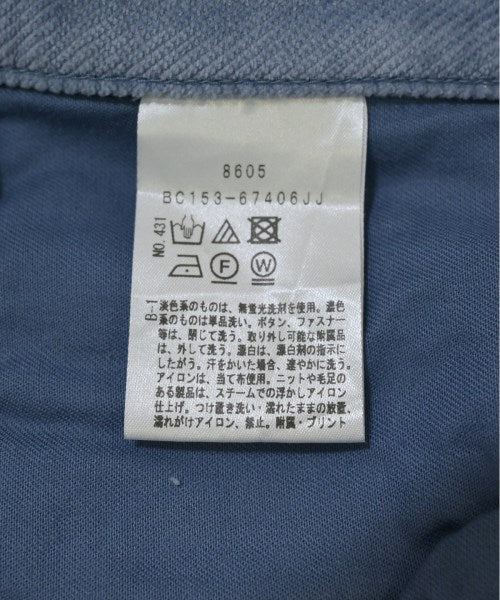 8605
BC153-67406JJ
NO.431
F
W
B-1
淡色系のものは、無蛍光洗剤を使用。濃色
系のものは単品洗い。ボタン、ファスナー
等は、閉じて洗う。取り外し可能な附属品
は、外して洗う。漂白は、漂白剤の指示に
したがう。汗をかいた場合、速やかに洗う。
アイロンは、当て布使用。ニットや毛足の
ある製品は、スチームでの浮かしアイロン
仕上げ。つけ置き洗い・濡れたままの放置、
濡れがけアイロン、禁止。附属・プリント